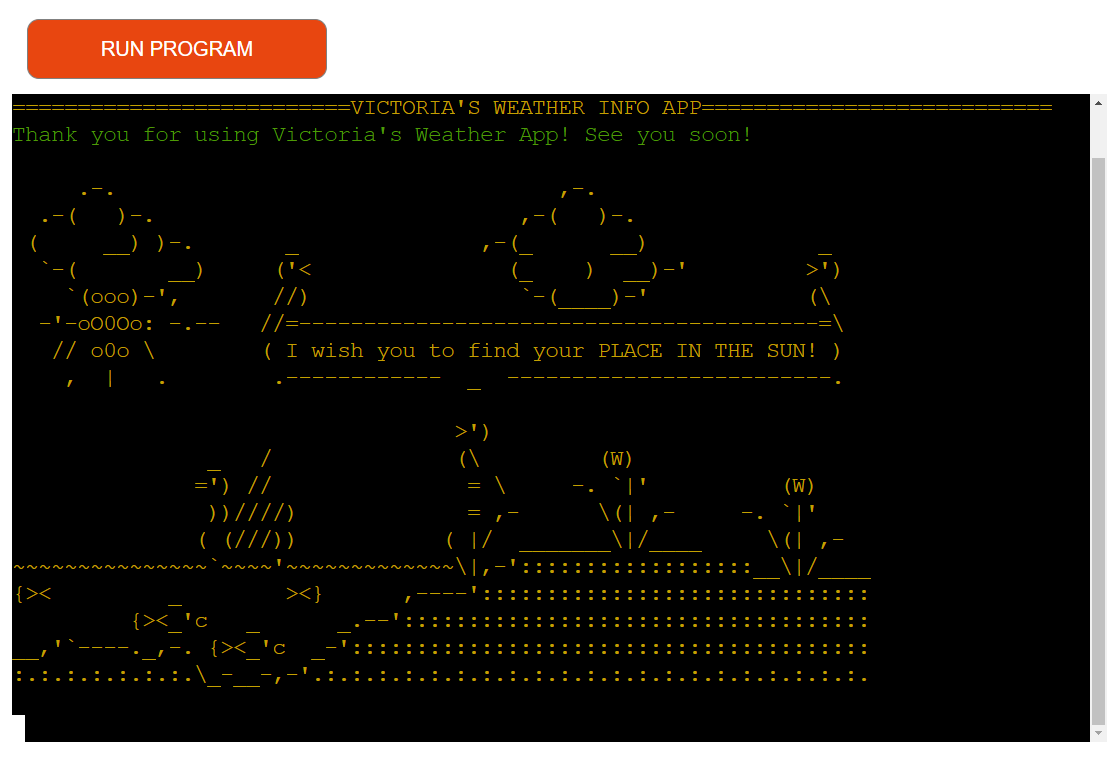 RUN PROGRAM
==========================VICTORIA'S WEATHER INFO APP===========================
Thank you for using Victoria's Weather App! See you soon!
( I wish you to find your PLACE IN THE SUN! )